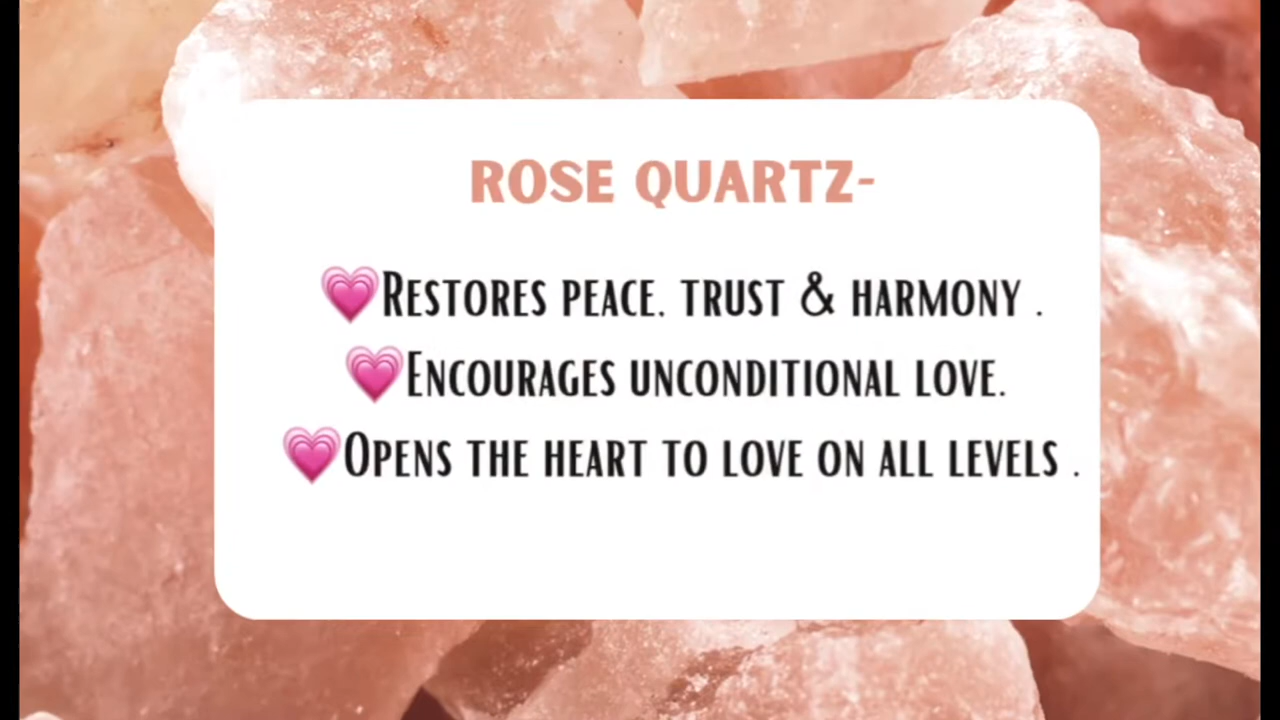 ROSE QUARTZ-
💗RESTORES PEACE. TRUST & HARMONY .
💗ENCOURAGES UNCONDITIONAL LOVE.
💗OPENS THE HEART TO LOVE ON ALL LEVELS .